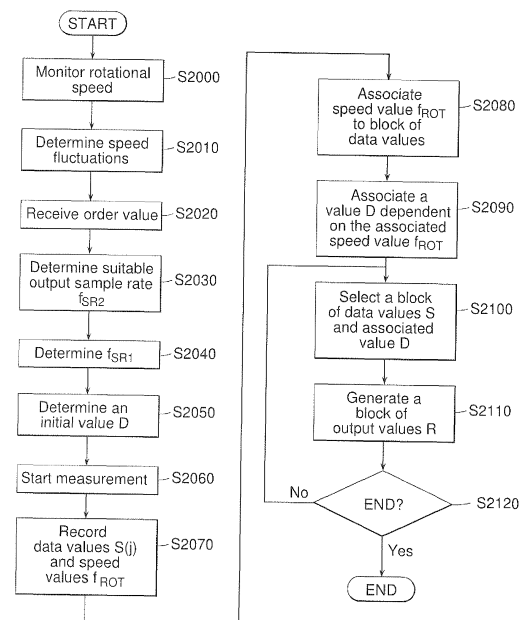 START
Monitor rotational
speed
S2000
Determine speed
fluctuations
S2010
Receive order value
S2020
Determine suitable
output sample rate
fSR2
S2030
Determine fSR1
S2040
Determine an
initial value D
S2050
Start measurement
S2060
Record
data values S(j)
and speed
values fROT
S2070
Associate
speed value fROT
to block of
data values
S2080
Associate a
value D dependent
on the associated
speed value fROT
S2090
Select a block
of data values S
and associated
value D
S2100
Generate a
block of
output values R
S2110
No
END?
S2120
Yes
END